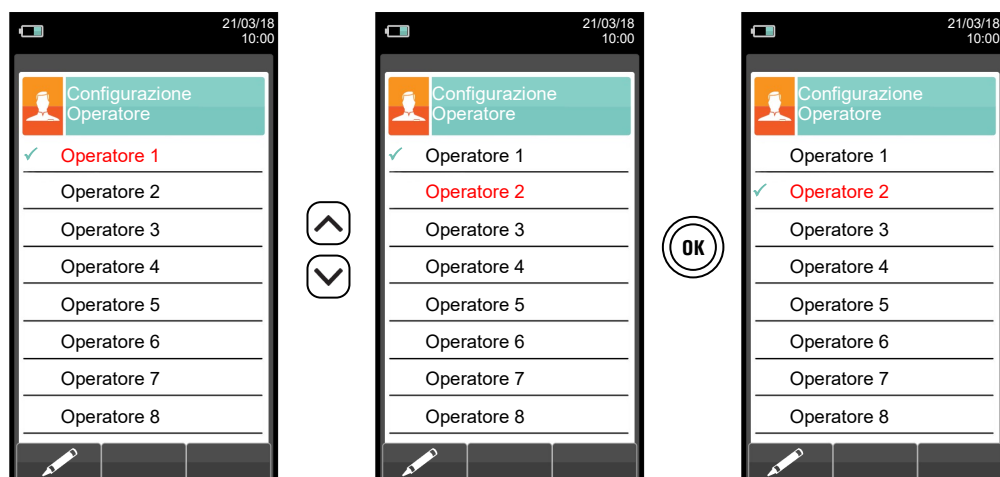 21/03/18
10:00
Configurazione
Operatore
Operatore 1
Operatore 2
Operatore 3
Operatore 4
Operatore 5
Operatore 6
Operatore 7
Operatore 8
21/03/18
10:00
Configurazione
Operatore
Operatore 1
Operatore 2
Operatore 3
Operatore 4
Operatore 5
Operatore 6
Operatore 7
Operatore 8
OK
21/03/18
10:00
Configurazione
Operatore
Operatore 1
Operatore 2
Operatore 3
Operatore 4
Operatore 5
Operatore 6
Operatore 7
Operatore 8